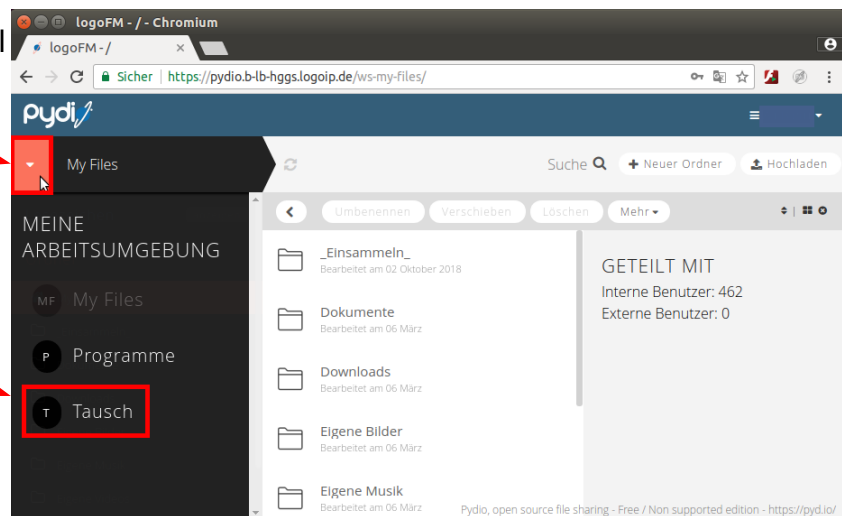 logoFM - / - Chromium
logoFM - /
Sicher | https://pydio.b-lb-hggs.logoip.de/ws-my-files/
pydio
My Files
Suche
+ Neuer Ordner
Hochladen
MEINE
ARBEITSUMGEBUNG
MF My Files
P Programme
T Tausch
Umbenennen
Verschieben
Löschen
Mehr
_Einsammeln_
Bearbeitet am 02 Oktober 2018
Dokumente
Bearbeitet am 06 März
Downloads
Bearbeitet am 06 März
Eigene Bilder
Bearbeitet am 06 März
Eigene Musik
Bearbeitet am 06 März
GETEILT MIT
Interne Benutzer: 462
Externe Benutzer: 0
Pydio, open source file sharing - Free / Non supported edition - https://pyd.io/